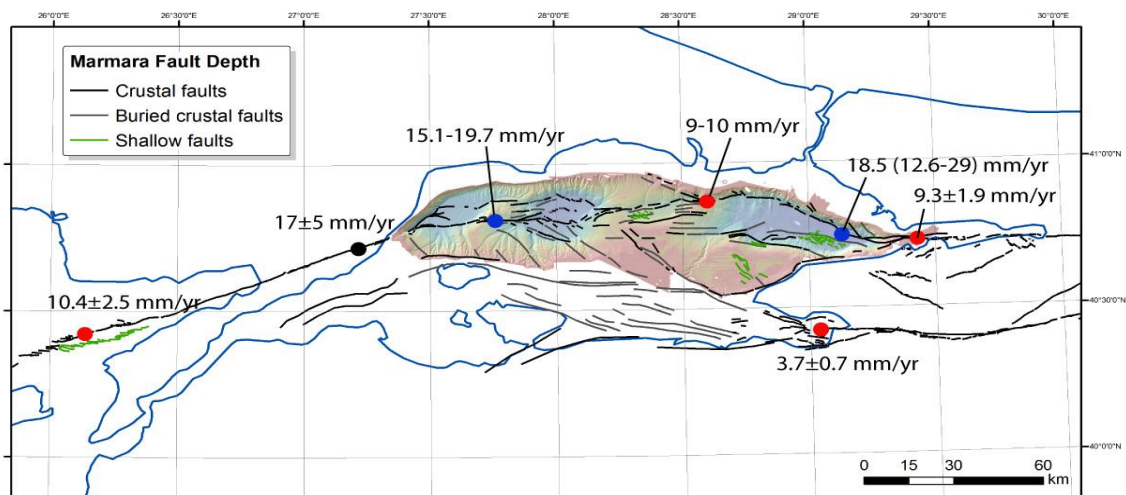 26°0'0"E 26°30'0"E 27°0'0"E 27°30'0"E 28°0'0"E 28°30'0"E 29°0'0"E 29°30'0"E 30°0'0"E
Marmara Fault Depth
Crustal faults
Buried crustal faults
Shallow faults
15.1-19.7 mm/yr
9-10 mm/yr
41°0'0"N
18.5 (12.6-29) mm/yr
9.3±1.9 mm/yr
17±5 mm/yr
10.4±2.5 mm/yr
40°30'0"N
3.7±0.7 mm/yr
40°0'0"N
0 15 30 60
km